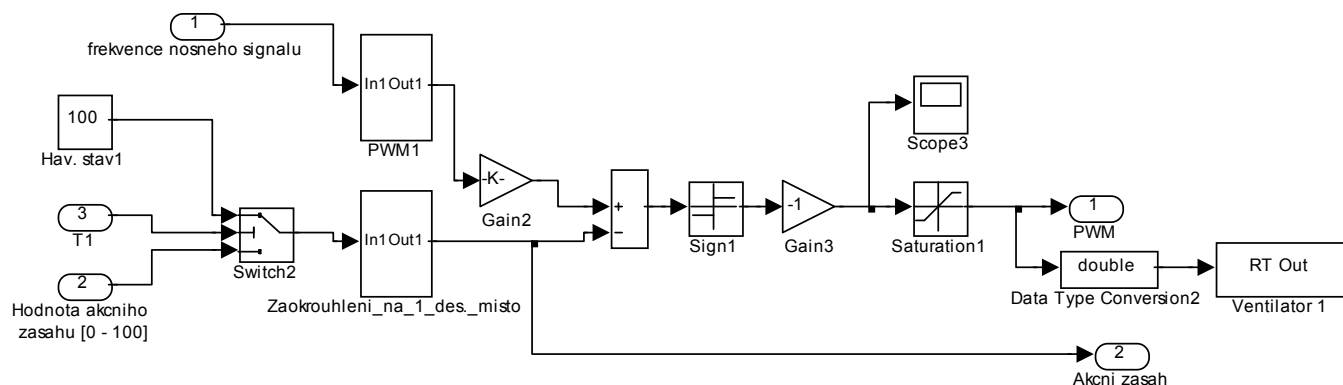 1
frekvence nosneho signalu
In1 Out1
PWM1
100
Hav. stav1
-K-
Gain2
3
T1
Switch2
2
Hodnota akcniho
zasahu [0 - 100]
In1 Out1
Zaokrouhleni_na_1_des._misto
+
−
Sign1
-1
Gain3
Scope3
Saturation1
1
PWM
double
Data Type Conversion2
RT Out
Ventilator 1
2
Akcni zasah